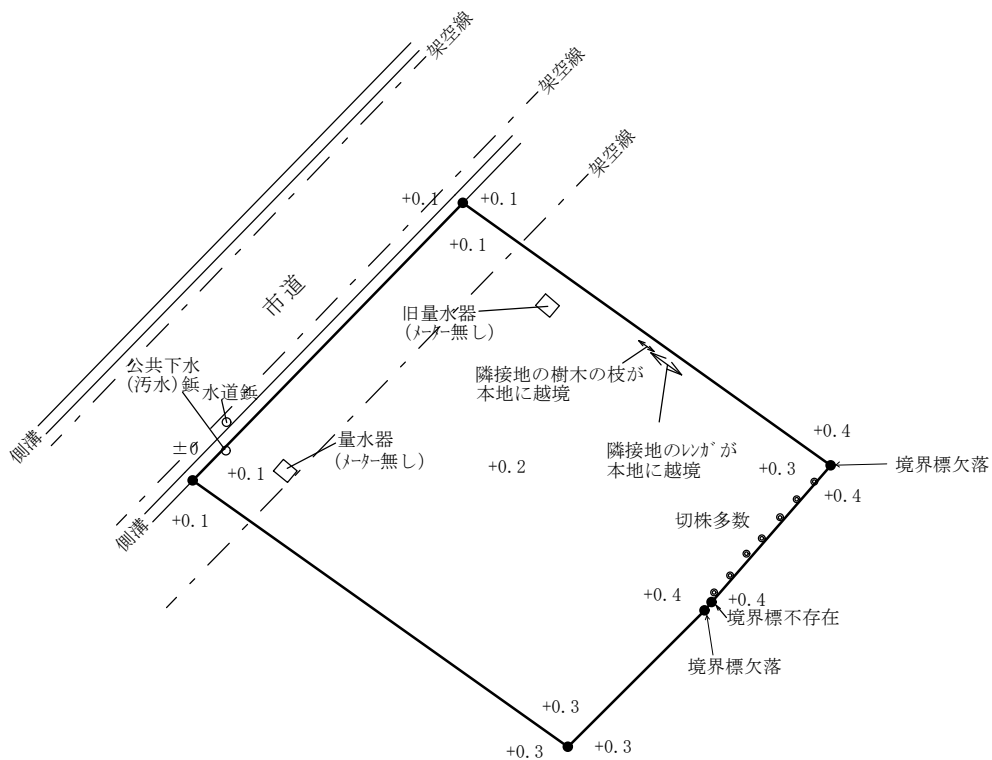 架空線
架空線
架空線
+0.1
+0.1
+0.1
市道
旧量水器
(メーター無し)
公共下水
(汚水)鋲
水道鋲
隣接地の樹木の枝が
本地に越境
隣接地のレンガが
本地に越境
側溝
±0
+0.1
量水器
(メーター無し)
+0.2
+0.4
+0.3
境界標欠落
+0.4
側溝
+0.1
切株多数
+0.4
+0.4
境界標不存在
境界標欠落
+0.3
+0.3
+0.3